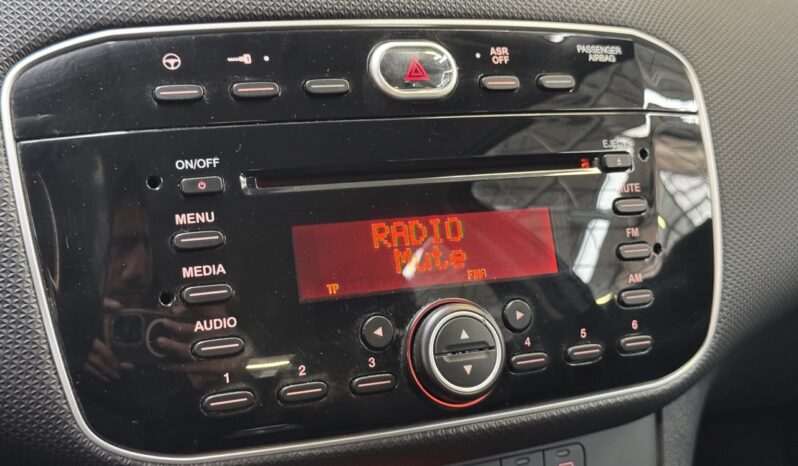 ASR
OFF
PASSENGER
AIRBAG
ON/OFF
EJECT
MENU
MUTE
RADIO
Mute
FM
TP
FMA
MEDIA
AM
AUDIO
1
2
3
4
5
6